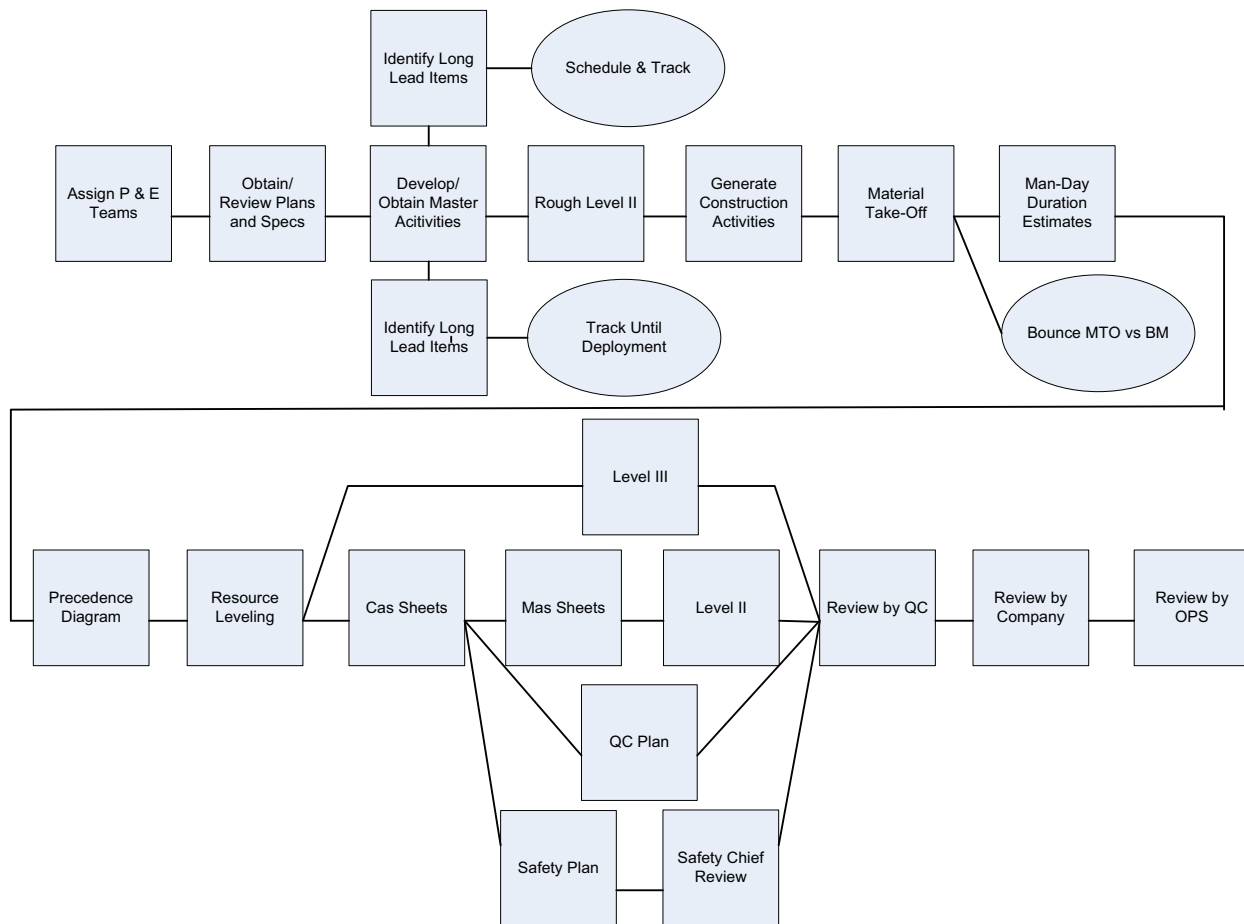 Identify Long
Lead Items
Schedule & Track
Assign P & E
Teams
Obtain/
Review Plans
and Specs
Develop/
Obtain Master
Acitivities
Rough Level II
Generate
Construction
Activities
Material
Take-Off
Man-Day
Duration
Estimates
Identify Long
Lead Items
Track Until
Deployment
Bounce MTO vs BM
Level III
Precedence
Diagram
Resource
Leveling
Cas Sheets
Mas Sheets
Level II
Review by QC
Review by
Company
Review by
OPS
QC Plan
Safety Plan
Safety Chief
Review